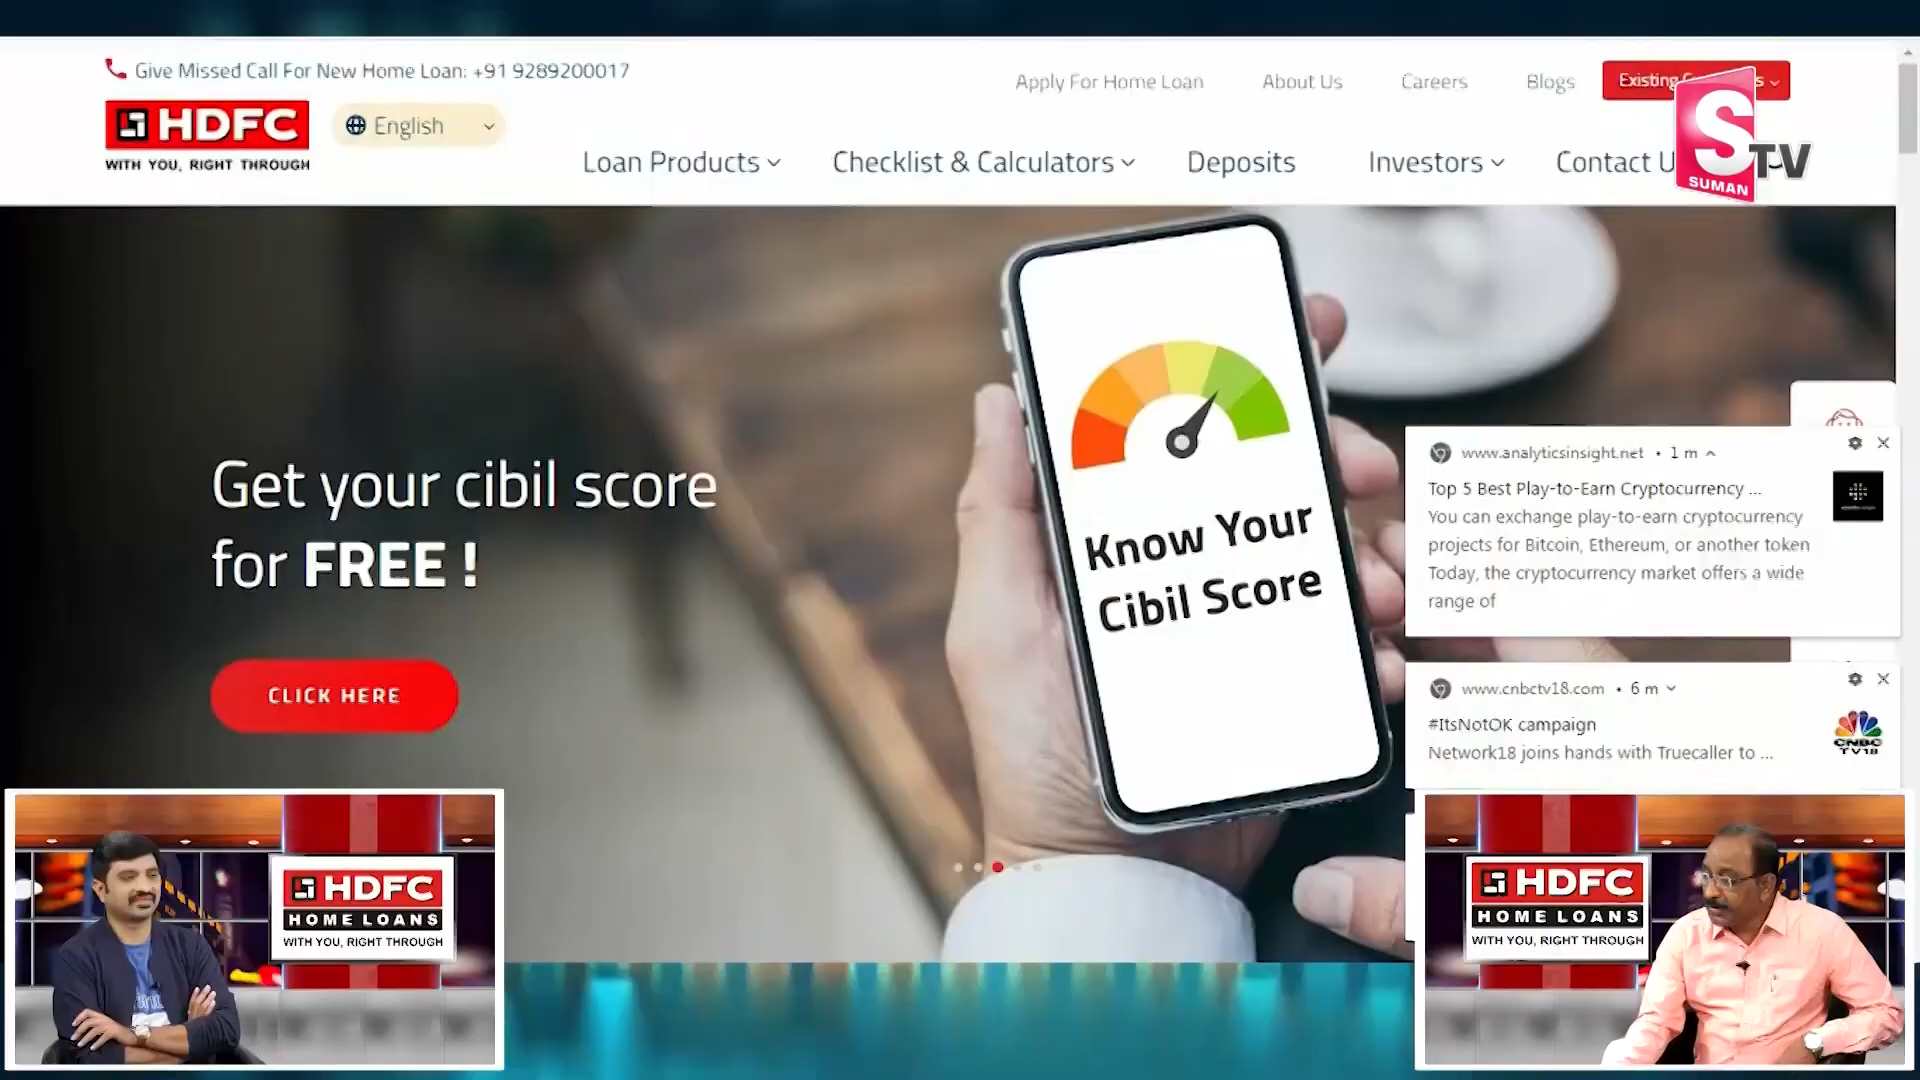 Give Missed Call For New Home Loan: +91 9289200017
Apply For Home Loan
About Us
Careers
Blogs
Existing
HDFC
WITH YOU, RIGHT THROUGH
English
Loan Products
Checklist & Calculators
Deposits
Investors
Contact U
S TV
SUMAN
Get your cibil score
for FREE !
CLICK HERE
Know Your
Cibil Score
www.analyticsinsight.net • 1 m
Top 5 Best Play-to-Earn Cryptocurrency ...
You can exchange play-to-earn cryptocurrency
projects for Bitcoin, Ethereum, or another token
Today, the cryptocurrency market offers a wide
range of
www.cnbctv18.com • 6 m
#ItsNotOK campaign
Network18 joins hands with Truecaller to ...
CNBC
TV18
HDFC
HOME LOANS
WITH YOU, RIGHT THROUGH
HDFC
HOME LOANS
WITH YOU, RIGHT THROUGH